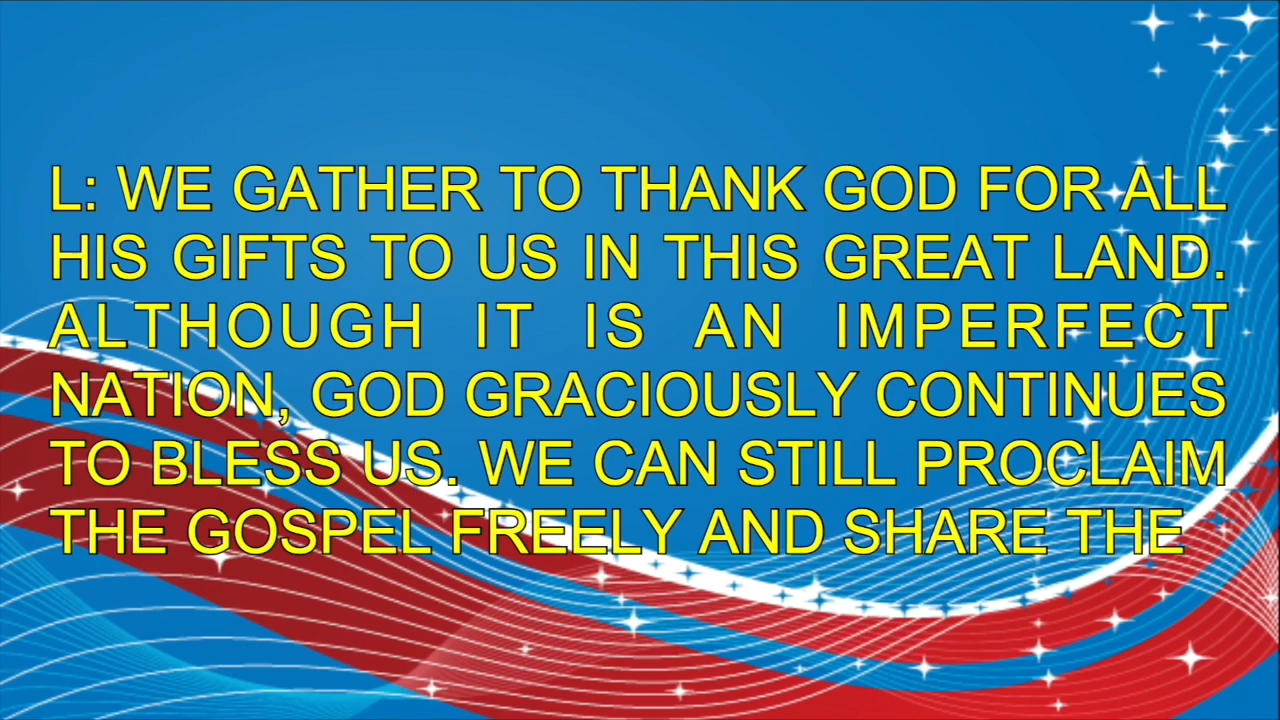 L: WE GATHER TO THANK GOD FOR ALL
HIS GIFTS TO US IN THIS GREAT LAND.
ALTHOUGH IT IS AN IMPERFECT
NATION, GOD GRACIOUSLY CONTINUES
TO BLESS US. WE CAN STILL PROCLAIM
THE GOSPEL FREELY AND SHARE THE